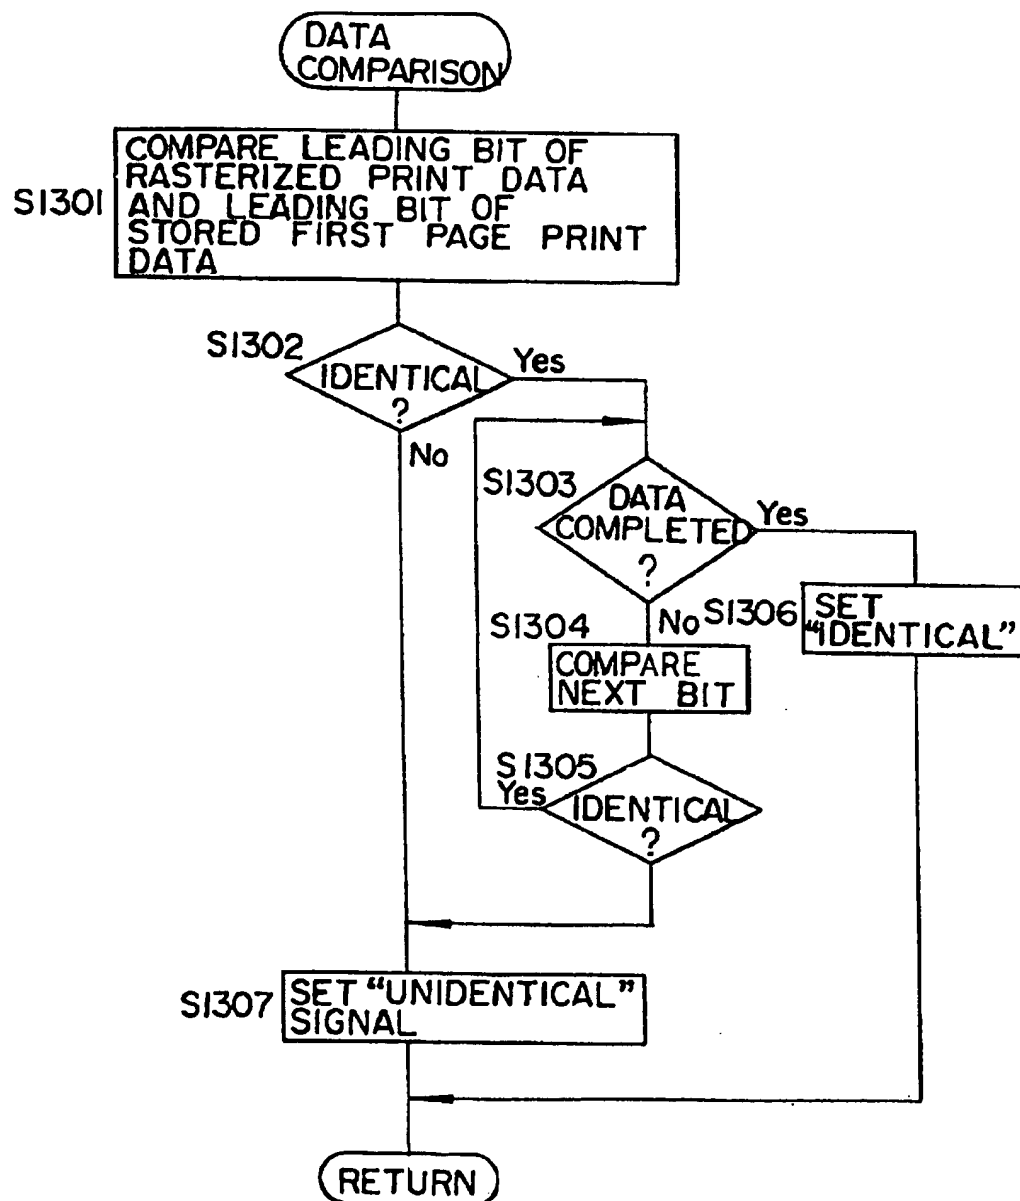 DATA
COMPARISON
S1301
COMPARE LEADING BIT OF
RASTERIZED PRINT DATA
AND LEADING BIT OF
STORED FIRST PAGE PRINT
DATA
S1302
IDENTICAL
?
Yes
No
S1303
DATA
COMPLETED
?
Yes
No
S1306
SET
"IDENTICAL"
S1304
COMPARE
NEXT BIT
S1305
Yes
IDENTICAL
?
S1307
SET "UNIDENTICAL"
SIGNAL
RETURN